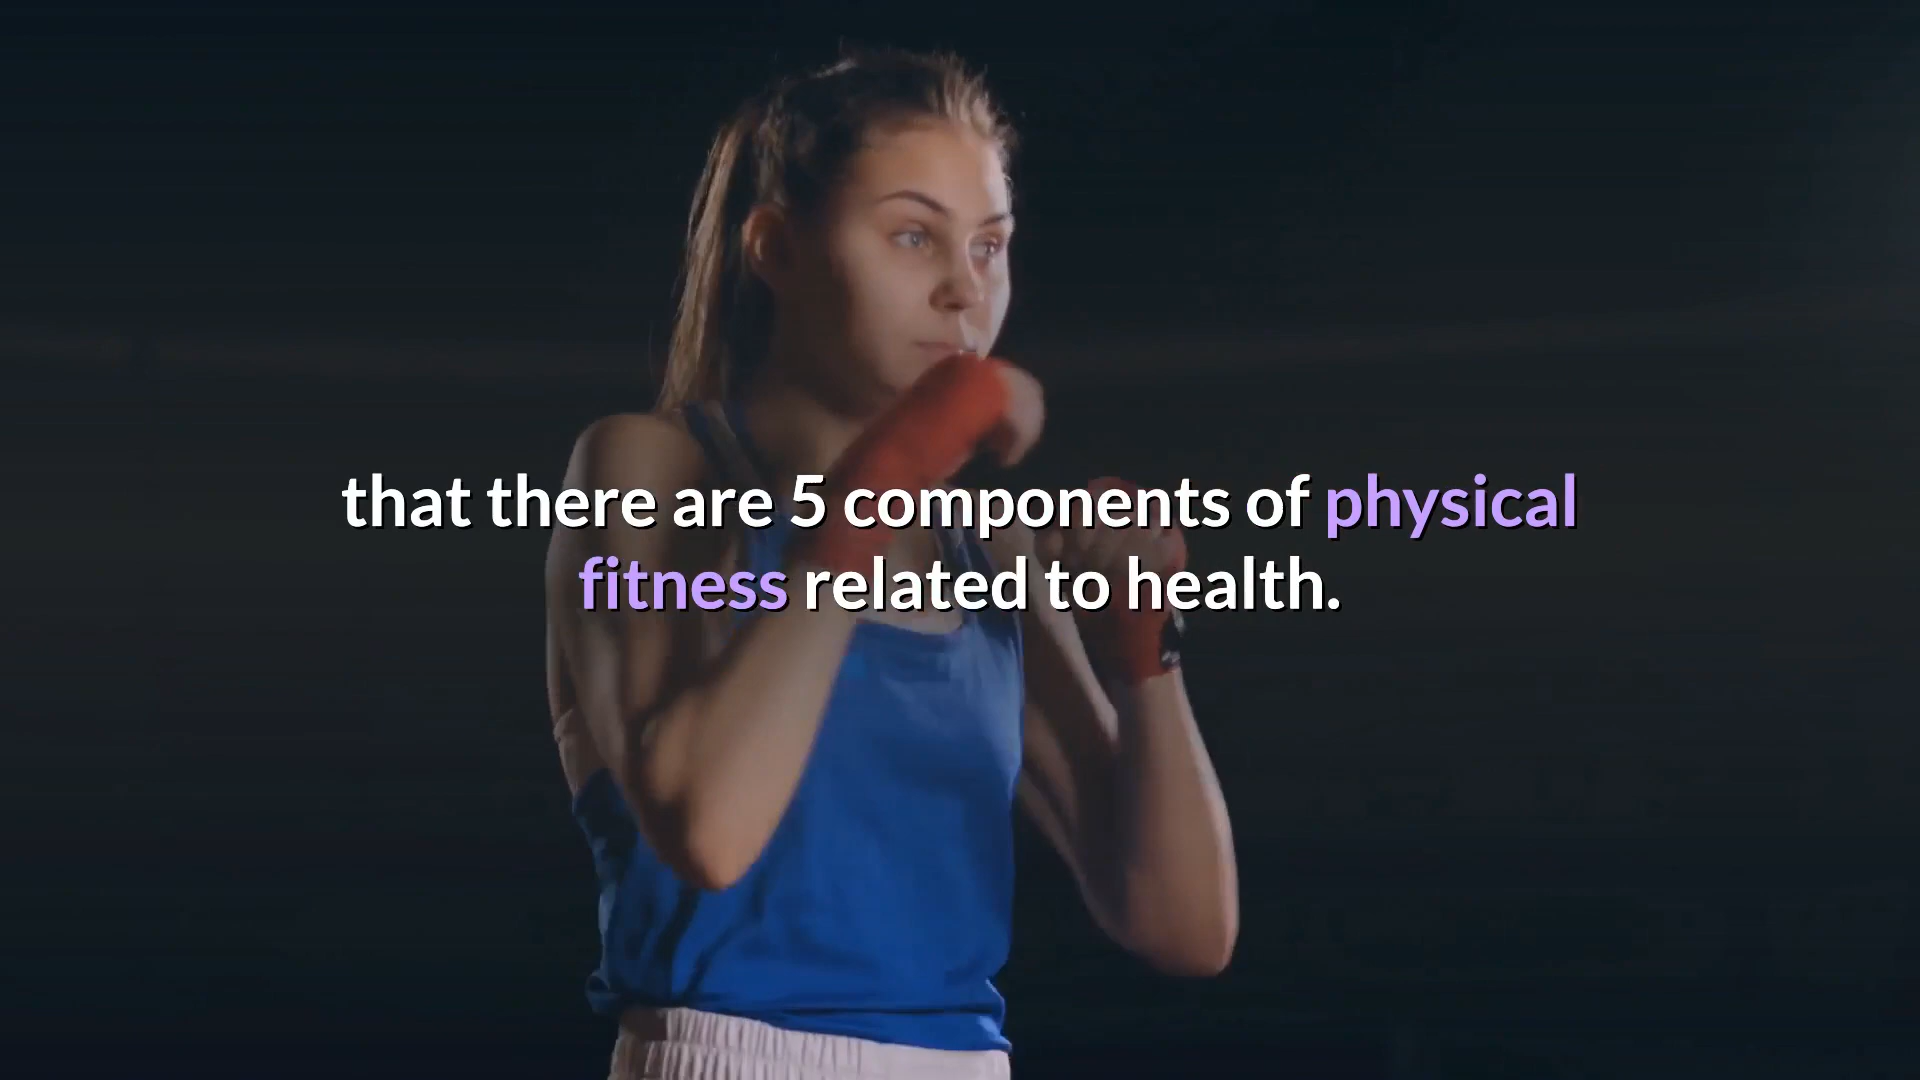 that there are 5 components of physical
fitness related to health.